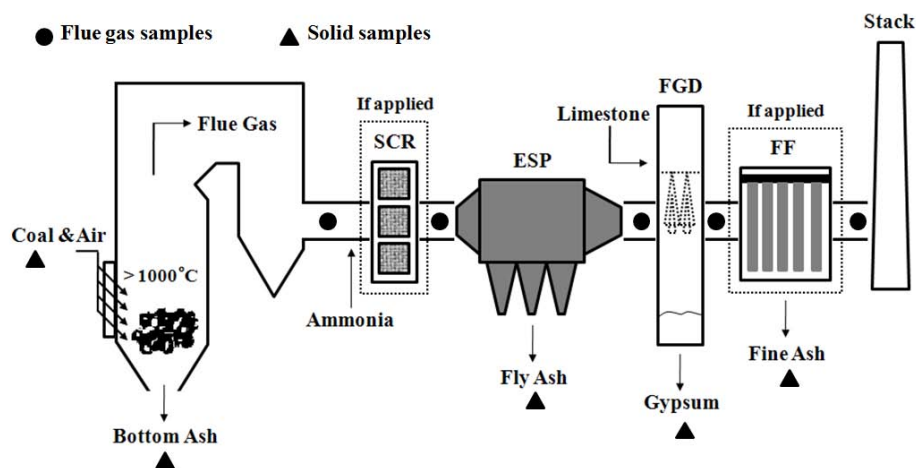 Flue gas samples
Solid samples
Stack
If applied
FGD
If applied
Flue Gas
SCR
Limestone
ESP
FF
Coal & Air
>1000°C
Ammonia
Fly Ash
Fine Ash
Gypsum
Bottom Ash